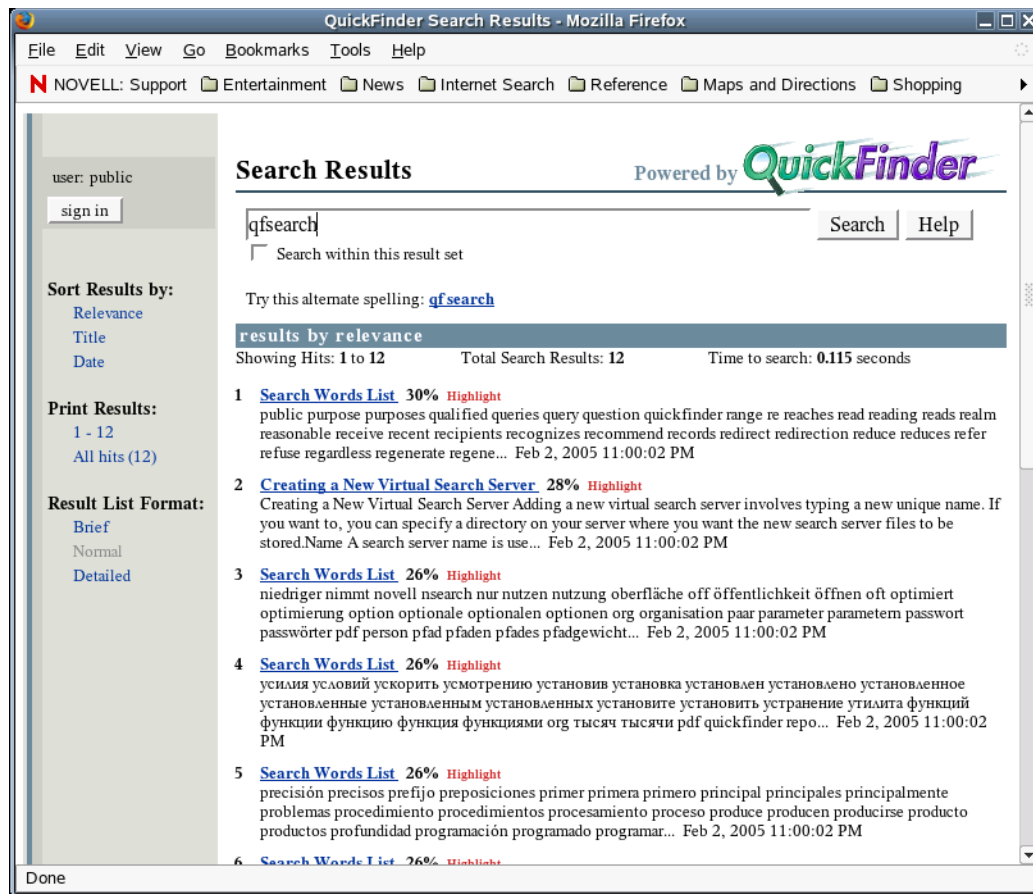 QuickFinder Search Results - Mozilla Firefox
File Edit View Go Bookmarks Tools Help
N NOVELL: Support Entertainment News Internet Search Reference Maps and Directions Shopping
user: public
sign in
Sort Results by:
Relevance
Title
Date
Print Results:
1 - 12
All hits (12)
Result List Format:
Brief
Normal
Detailed
Search Results Powered by QuickFinder
qfsearch Search Help
Search within this result set
Try this alternate spelling: qf search
results by relevance
Showing Hits: 1 to 12 Total Search Results: 12 Time to search: 0.115 seconds
1 Search Words List 30% Highlight
public purpose purposes qualified queries query question quickfinder range re reaches read reading reads realm
reasonable receive recent recipients recognizes recommend records redirect redirection reduce reduces refer
refuse regardless regenerate regene... Feb 2, 2005 11:00:02 PM
2 Creating a New Virtual Search Server 28% Highlight
Creating a New Virtual Search Server Adding a new virtual search server involves typing a new unique name. If
you want to, you can specify a directory on your server where you want the new search server files to be
stored.Name A search server name is use... Feb 2, 2005 11:00:02 PM
3 Search Words List 26% Highlight
niedriger nimmt novell nsearch nur nutzen nutzung oberfläche off öffentlichkeit öffnen oft optimiert
optimierung option optionale optionalen optionen org organisation paar parameter parametern passwort
passwörter pdf person pfad pfaden pfades pfadgewicht... Feb 2, 2005 11:00:02 PM
4 Search Words List 26% Highlight
усилия условий ускорить усмотрению установив установка установлен установлено установленное
установленные установленным установленных установите установить устранение утилита функций
функции функцию функция функциями org тысяч тысячи pdf quickfinder repo... Feb 2, 2005 11:00:02
PM
5 Search Words List 26% Highlight
precisión precisos prefijo preposiciones primer primera primero principal principales principalmente
problemas procedimiento procedimientos procesamiento proceso produce producen producirse producto
productos profundidad programación programado programar... Feb 2, 2005 11:00:02 PM
6 Search Words List 26% Highlight
Done